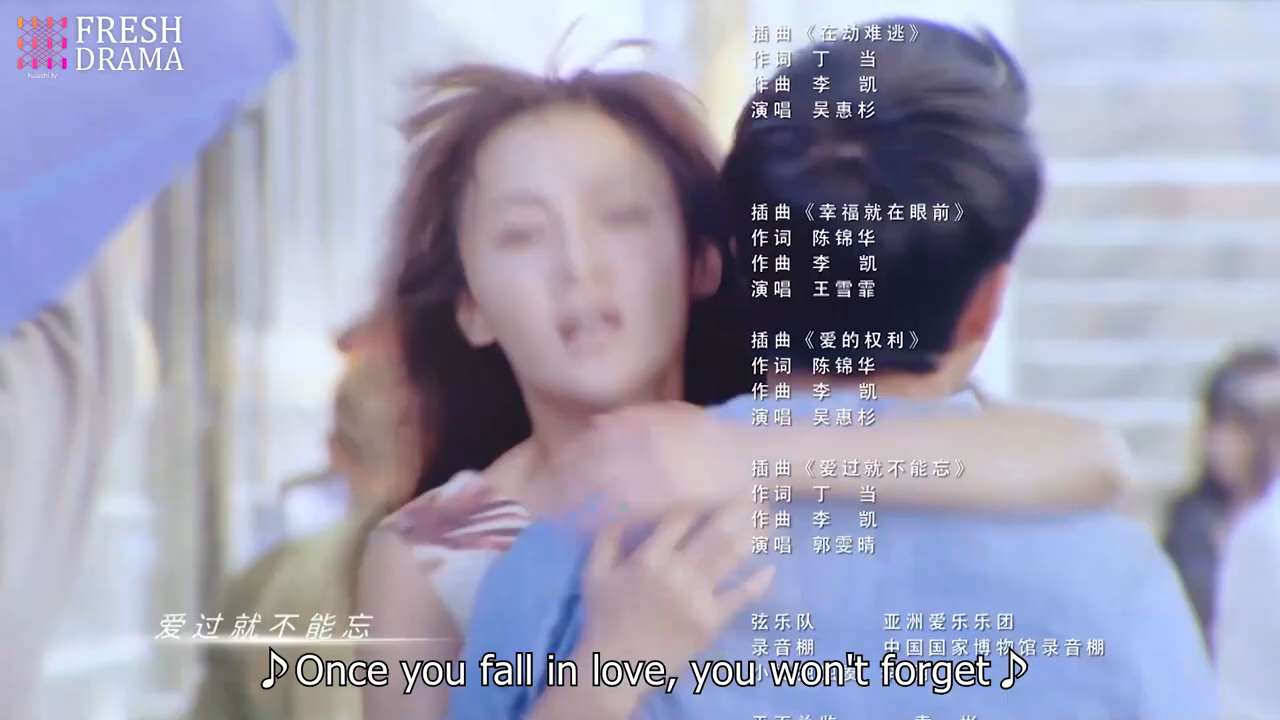 FRESH
DRAMA
huashi.tv
插曲《在劫难逃》
作词 丁 当
作曲 李 凯
演唱 吴惠杉
插曲《幸福就在眼前》
作词 陈锦华
作曲 李 凯
演唱 王雪霏
插曲《爱的权利》
作词 陈锦华
作曲 李 凯
演唱 吴惠杉
插曲《爱过就不能忘》
作词 丁 当
作曲 李 凯
演唱 郭雯晴
弦乐队 亚洲爱乐乐团
录音棚 中国国家博物馆录音棚
爱过就不能忘
♪Once you fall in love, you won't forget♪